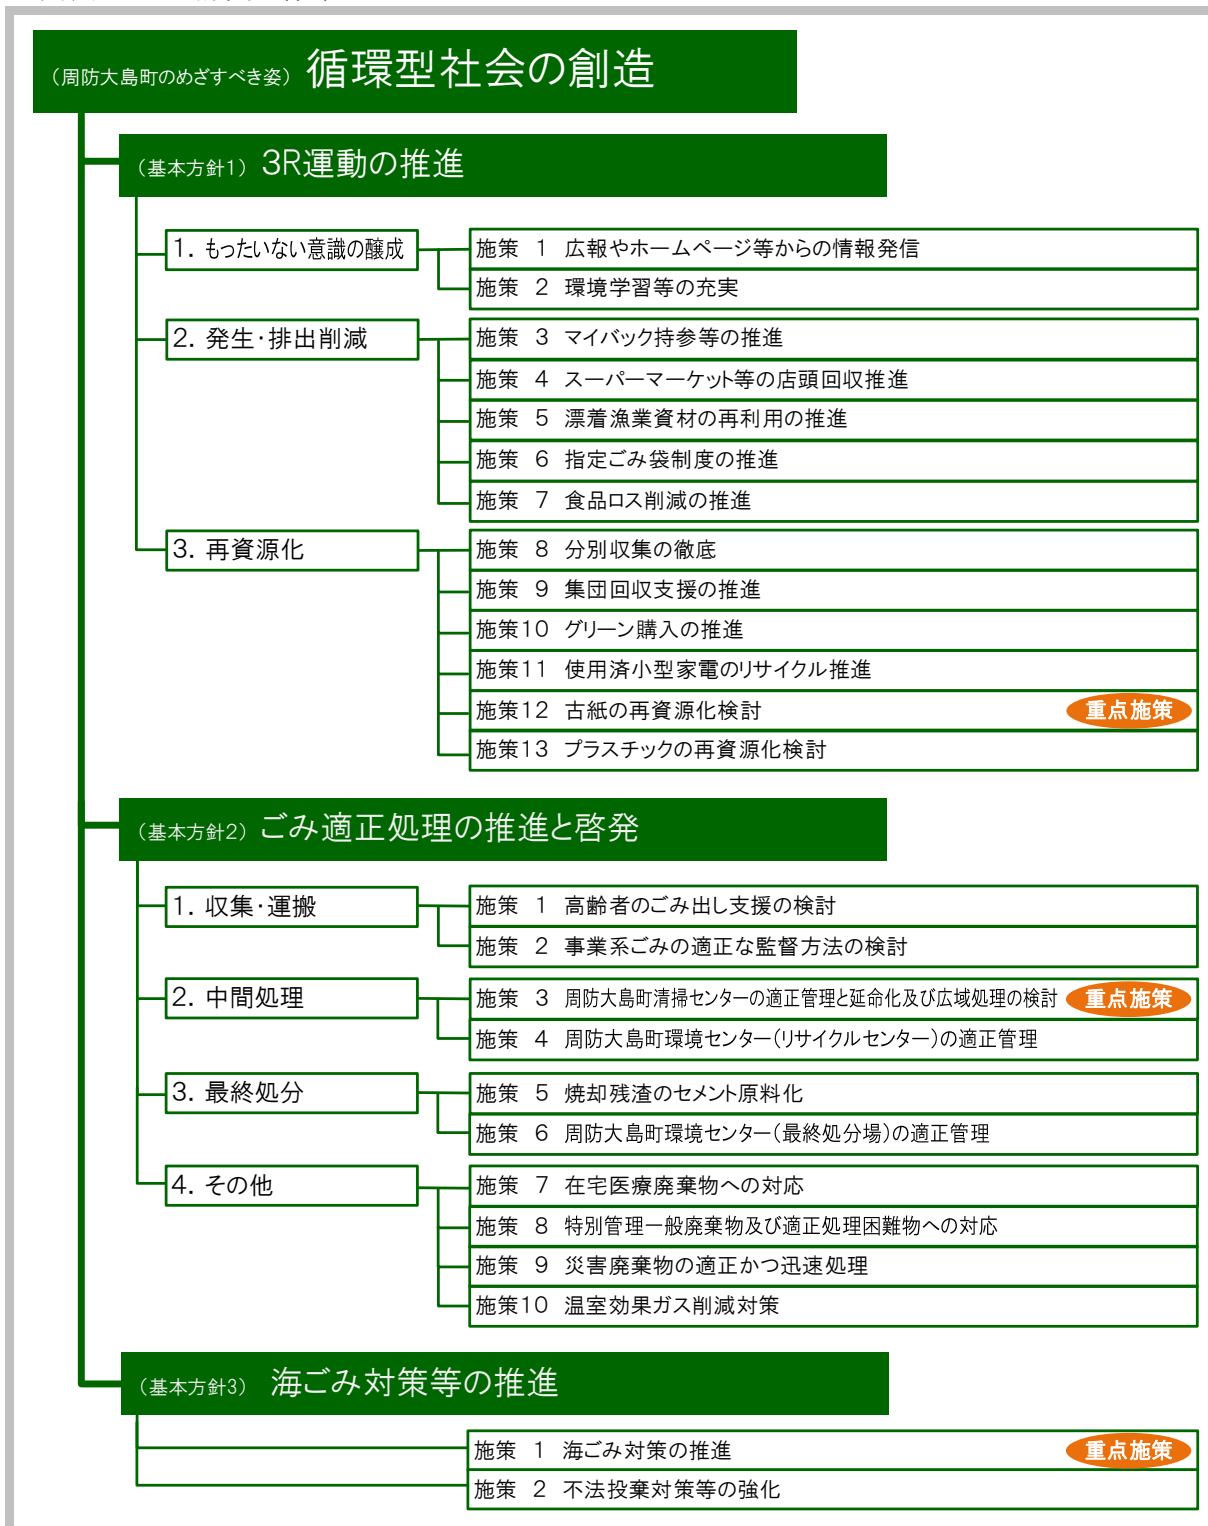 (周防大島町のめざすべき姿) 循環型社会の創造
(基本方針1) 3R運動の推進
1. もったいない意識の醸成
施策 1 広報やホームページ等からの情報発信
施策 2 環境学習等の充実
2. 発生・排出削減
施策 3 マイバック持参等の推進
施策 4 スーパーマーケット等の店頭回収推進
施策 5 漂着漁業資材の再利用の推進
施策 6 指定ごみ袋制度の推進
施策 7 食品ロス削減の推進
3. 再資源化
施策 8 分別収集の徹底
施策 9 集団回収支援の推進
施策10 グリーン購入の推進
施策11 使用済小型家電のリサイクル推進
施策12 古紙の再資源化検討 重点施策
施策13 プラスチックの再資源化検討
(基本方針2) ごみ適正処理の推進と啓発
1. 収集・運搬
施策 1 高齢者のごみ出し支援の検討
施策 2 事業系ごみの適正な監督方法の検討
2. 中間処理
施策 3 周防大島町清掃センターの適正管理と延命化及び広域処理の検討 重点施策
施策 4 周防大島町環境センター(リサイクルセンター)の適正管理
3. 最終処分
施策 5 焼却残渣のセメント原料化
施策 6 周防大島町環境センター(最終処分場)の適正管理
4. その他
施策 7 在宅医療廃棄物への対応
施策 8 特別管理一般廃棄物及び適正処理困難物への対応
施策 9 災害廃棄物の適正かつ迅速処理
施策10 温室効果ガス削減対策
(基本方針3) 海ごみ対策等の推進
施策 1 海ごみ対策の推進 重点施策
施策 2 不法投棄対策等の強化